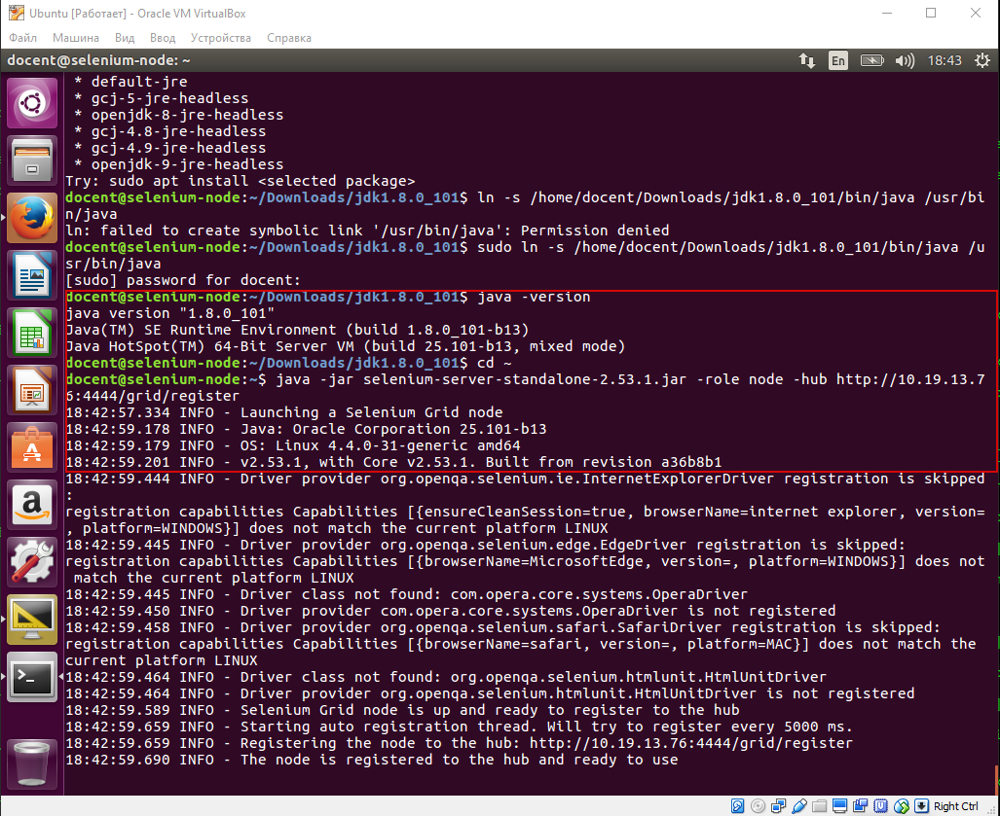 Ubuntu [Работает] - Oracle VM VirtualBox
Файл Машина Вид Ввод Устройства Справка
docent@selenium-node: ~ En 18:43
* default-jre
* gcj-5-jre-headless
* openjdk-8-jre-headless
* gcj-4.8-jre-headless
* gcj-4.9-jre-headless
* openjdk-9-jre-headless
Try: sudo apt install <selected package>
docent@selenium-node:~/Downloads/jdk1.8.0_101$ ln -s /home/docent/Downloads/jdk1.8.0_101/bin/java /usr/bi
n/java
ln: failed to create symbolic link '/usr/bin/java': Permission denied
docent@selenium-node:~/Downloads/jdk1.8.0_101$ sudo ln -s /home/docent/Downloads/jdk1.8.0_101/bin/java /u
sr/bin/java
[sudo] password for docent:
docent@selenium-node:~/Downloads/jdk1.8.0_101$ java -version
java version "1.8.0_101"
Java(TM) SE Runtime Environment (build 1.8.0_101-b13)
Java HotSpot(TM) 64-Bit Server VM (build 25.101-b13, mixed mode)
docent@selenium-node:~/Downloads/jdk1.8.0_101$ cd ~
docent@selenium-node:~$ java -jar selenium-server-standalone-2.53.1.jar -role node -hub http://10.19.13.7
6:4444/grid/register
18:42:57.334 INFO - Launching a Selenium Grid node
18:42:59.178 INFO - Java: Oracle Corporation 25.101-b13
18:42:59.179 INFO - OS: Linux 4.4.0-31-generic amd64
18:42:59.201 INFO - v2.53.1, with Core v2.53.1. Built from revision a36b8b1
18:42:59.444 INFO - Driver provider org.openqa.selenium.ie.InternetExplorerDriver registration is skipped
:
registration capabilities Capabilities [{ensureCleanSession=true, browserName=internet explorer, version=
, platform=WINDOWS}] does not match the current platform LINUX
18:42:59.445 INFO - Driver provider org.openqa.selenium.edge.EdgeDriver registration is skipped:
registration capabilities Capabilities [{browserName=MicrosoftEdge, version=, platform=WINDOWS}] does not
match the current platform LINUX
18:42:59.445 INFO - Driver class not found: com.opera.core.systems.OperaDriver
18:42:59.450 INFO - Driver provider com.opera.core.systems.OperaDriver is not registered
18:42:59.458 INFO - Driver provider org.openqa.selenium.safari.SafariDriver registration is skipped:
registration capabilities Capabilities [{browserName=safari, version=, platform=MAC}] does not match the
current platform LINUX
18:42:59.464 INFO - Driver class not found: org.openqa.selenium.htmlunit.HtmlUnitDriver
18:42:59.464 INFO - Driver provider org.openqa.selenium.htmlunit.HtmlUnitDriver is not registered
18:42:59.589 INFO - Selenium Grid node is up and ready to register to the hub
18:42:59.659 INFO - Starting auto registration thread. Will try to register every 5000 ms.
18:42:59.659 INFO - Registering the node to the hub: http://10.19.13.76:4444/grid/register
18:42:59.690 INFO - The node is registered to the hub and ready to use
Right Ctrl